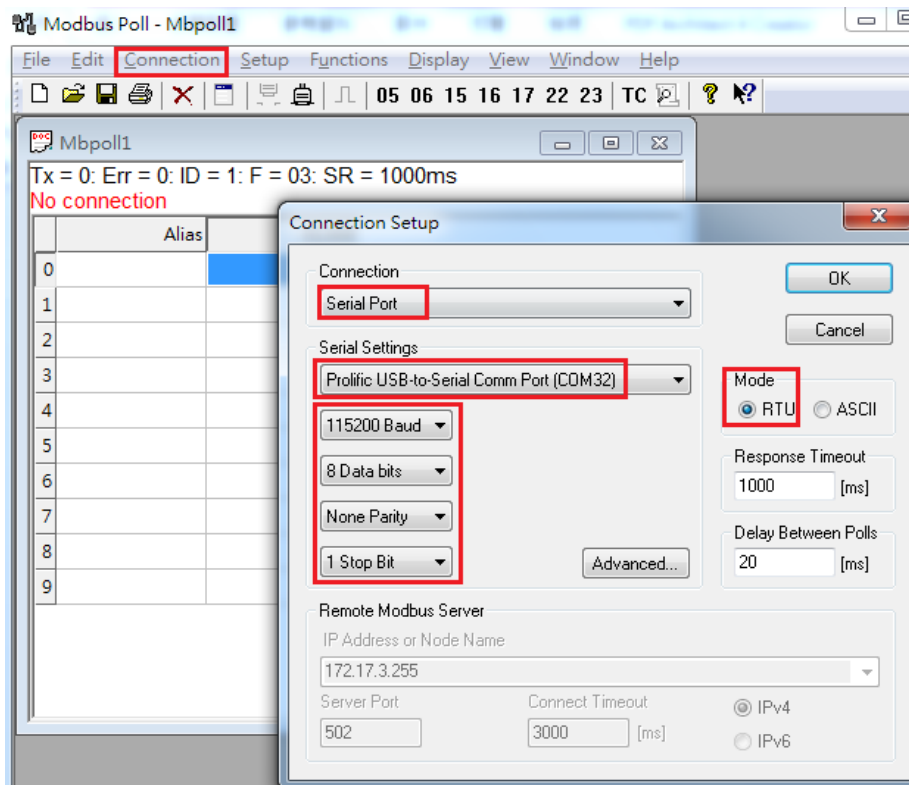 Modbus Poll - Mbpoll1
File Edit Connection Setup Functions Display View Window Help
05 06 15 16 17 22 23 TC
Mbpoll1
Tx = 0: Err = 0: ID = 1: F = 03: SR = 1000ms
No connection
Alias
0
1
2
3
4
5
6
7
8
9
Connection Setup
Connection
Serial Port
OK
Cancel
Serial Settings
Prolific USB-to-Serial Comm Port (COM32)
115200 Baud
8 Data bits
None Parity
1 Stop Bit
Advanced...
Mode
RTU ASCII
Response Timeout
1000 [ms]
Delay Between Polls
20 [ms]
Remote Modbus Server
IP Address or Node Name
172.17.3.255
Server Port Connect Timeout
502 3000 [ms]
IPv4
IPv6